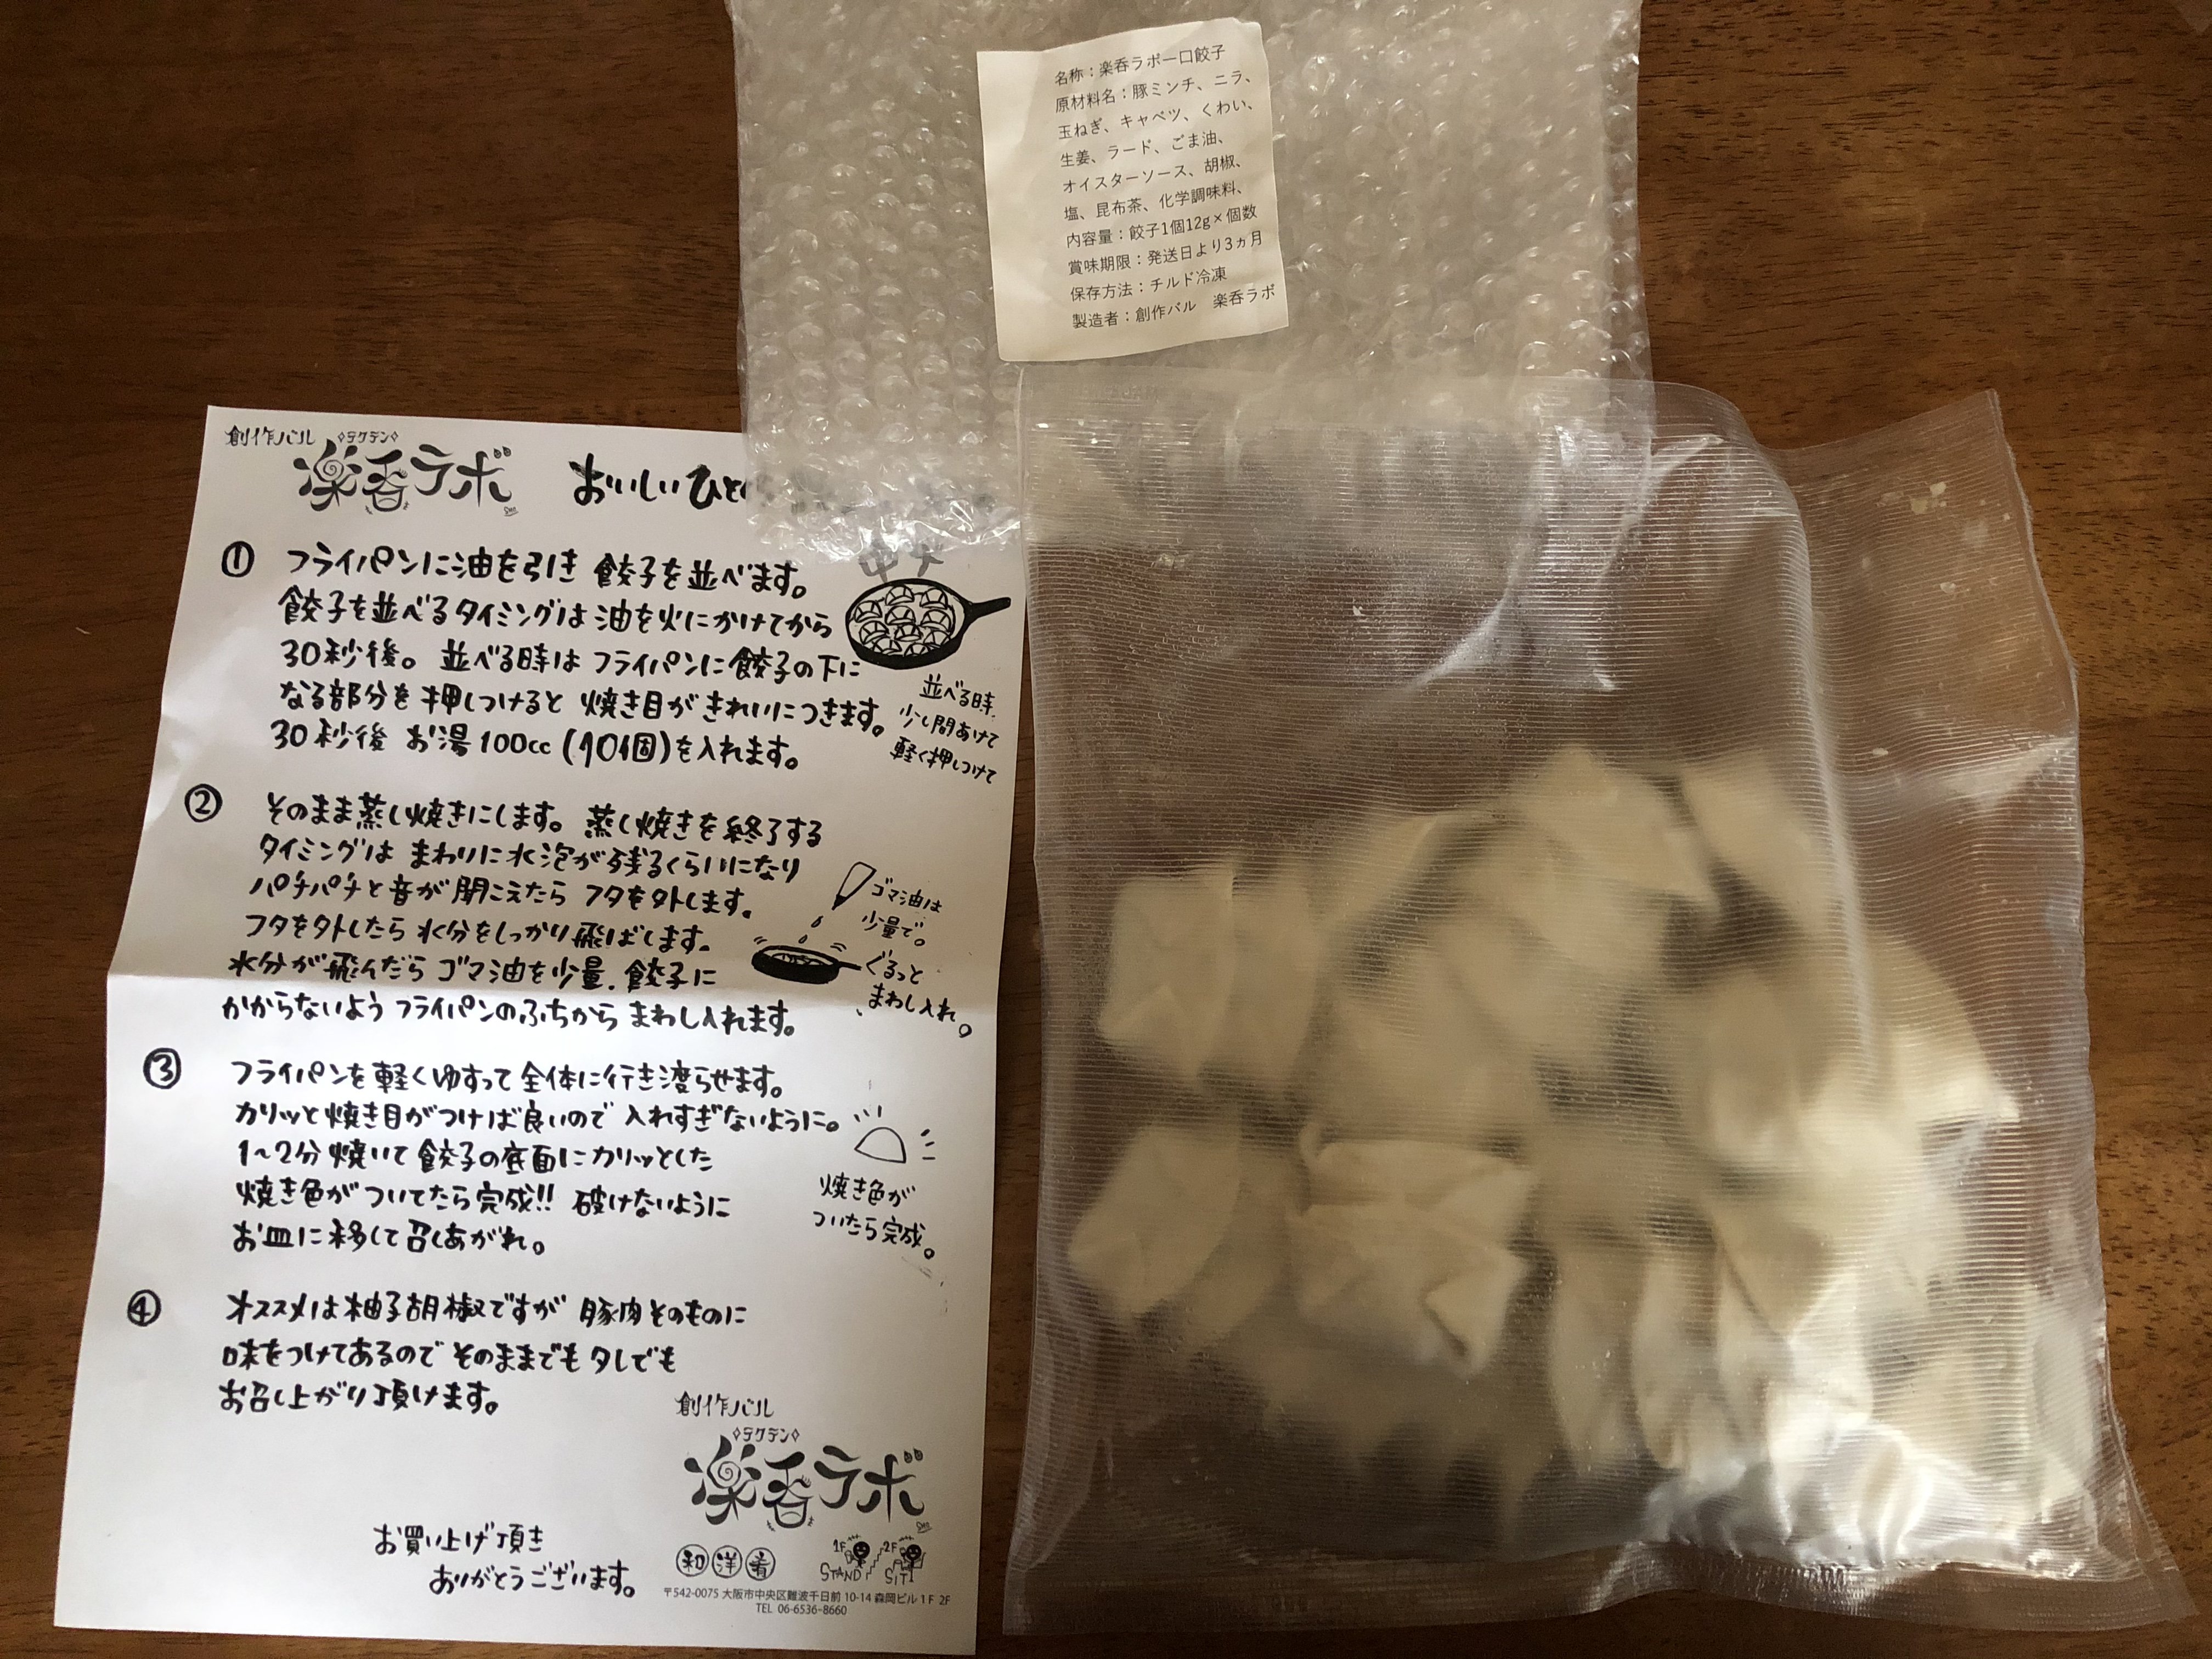 名称：楽呑ラボ一口餃子
原材料名：豚ミンチ、ニラ、
玉ねぎ、キャベツ、くわい、
生姜、ラード、ごま油、
オイスターソース、胡椒、
塩、昆布茶、化学調味料、
内容量：餃子1個12g×個数
賞味期限：発送日より3ヵ月
保存方法：チルド冷凍
製造者：創作バル　楽呑ラボ
創作バル
楽呑ラボ
おいしいひと
① フライパンに油を引き 餃子を並べます。
餃子を並べるタイミングは油を火にかけてから
30秒後。並べる時は フライパンに餃子の下に
なる部分を押しつけると 焼き目がきれいにつきます。
30秒後 お湯100cc(10個)を入れます。
並べる時、
少し間あけて
軽く押しつけて
② そのまま蒸し焼きにします。蒸し焼きを終了する
タイミングは まわりに水泡が残るくらいになり
パチパチと音が聞こえたら フタを外します。
フタを外したら 水分をしっかり飛ばします。
水分が飛んだら ゴマ油を少量、餃子に
かからないよう フライパンのふちから まわし入れます。
ゴマ油は
少量で。
ぐるっと
まわし入れ。
③ フライパンを軽くゆすって全体に行き渡らせます。
カリッと焼き目がつけば良いので 入れすぎないように。
1〜2分 焼いて 餃子の底面にカリッとした
焼き色がついてたら完成!! 破けないように
お皿に移して召しあがれ。
焼き色が
ついたら完成。
④ オススメは柚子胡椒ですが 豚肉そのものに
味をつけてあるので そのままでも タレでも
お召し上がり頂けます。
創作バル
楽呑ラボ
お買い上げ頂き
ありがとうございます。
和 洋 肴
1F STAND 2F SIT
〒542-0075 大阪市中央区難波千日前 10-14 森岡ビル 1F 2F
TEL 06-6536-8660